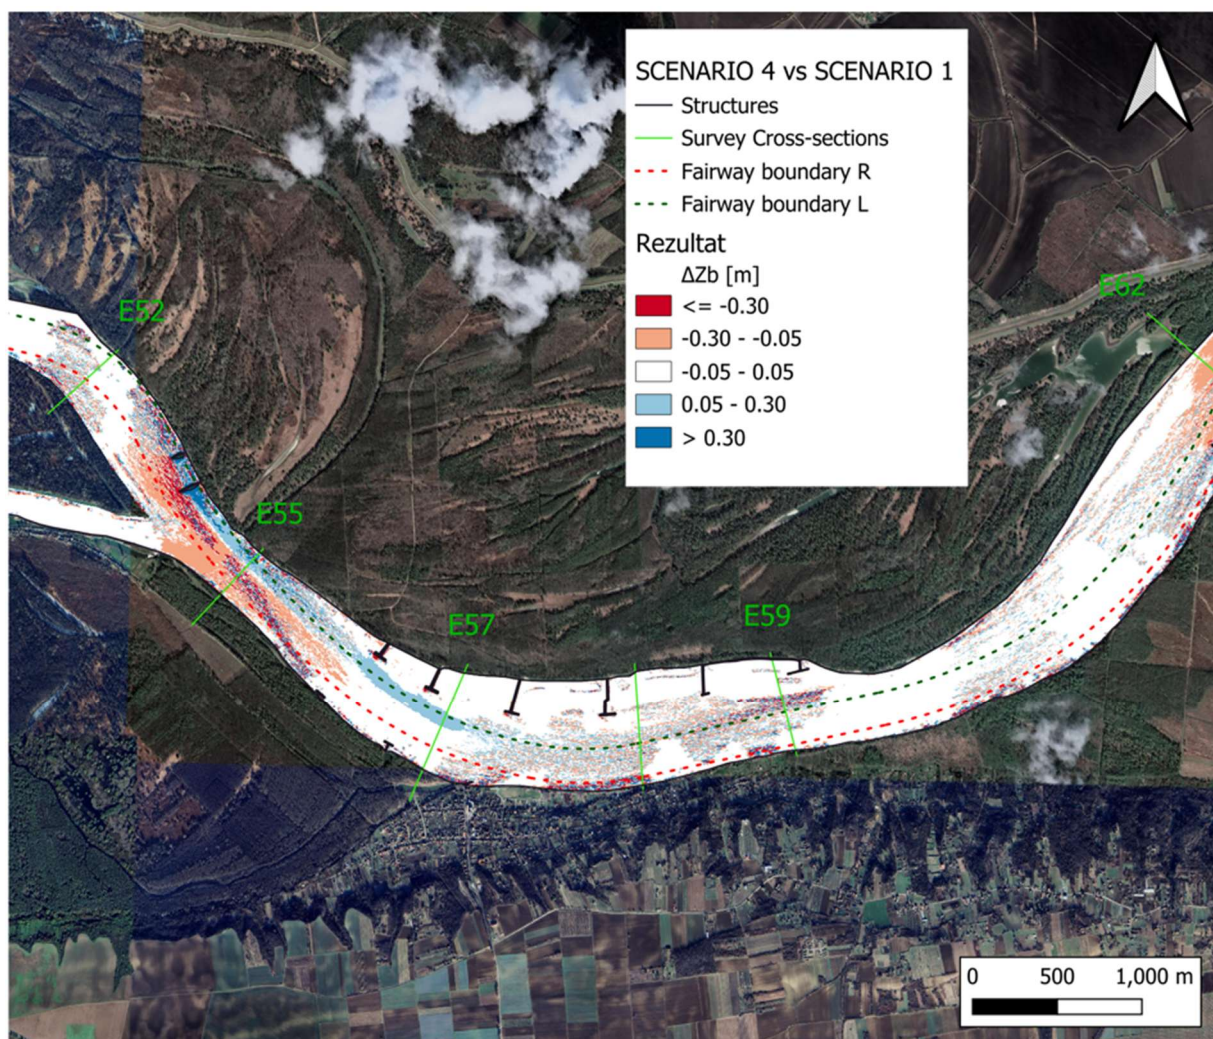 SCENARIO 4 vs SCENARIO 1
Structures
Survey Cross-sections
Fairway boundary R
Fairway boundary L
Rezultat
ΔZb [m]
<= -0.30
-0.30 - -0.05
-0.05 - 0.05
0.05 - 0.30
> 0.30
E62
E52
E55
E57
E59
0 500 1,000 m